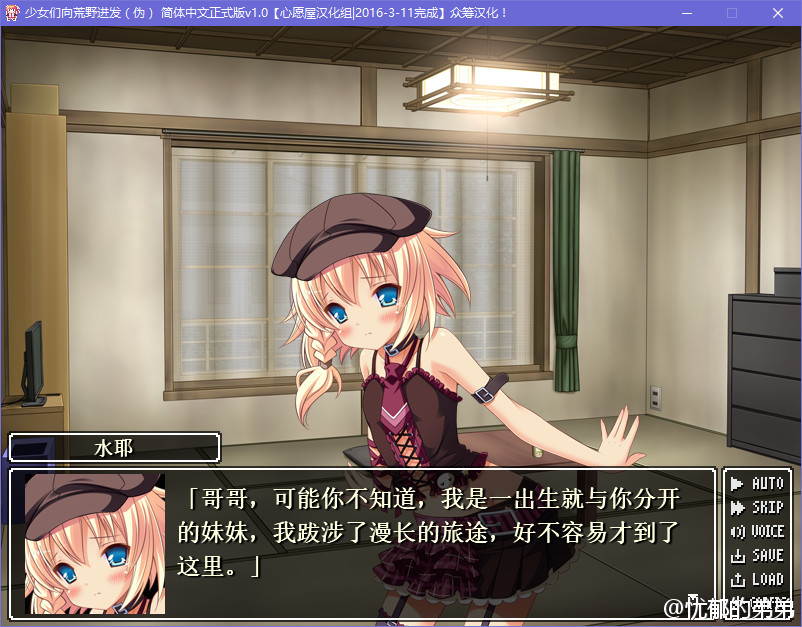 少女们向荒野进发（伪） 简体中文正式版v1.0【心愿屋汉化组|2016-3-11完成】众筹汉化！
水耶
「哥哥，可能你不知道，我是一出生就与你分开
的妹妹，我跋涉了漫长的旅途，好不容易才到了
这里。」
AUTO
SKIP
VOICE
SAVE
LOAD
@忧郁的弟弟